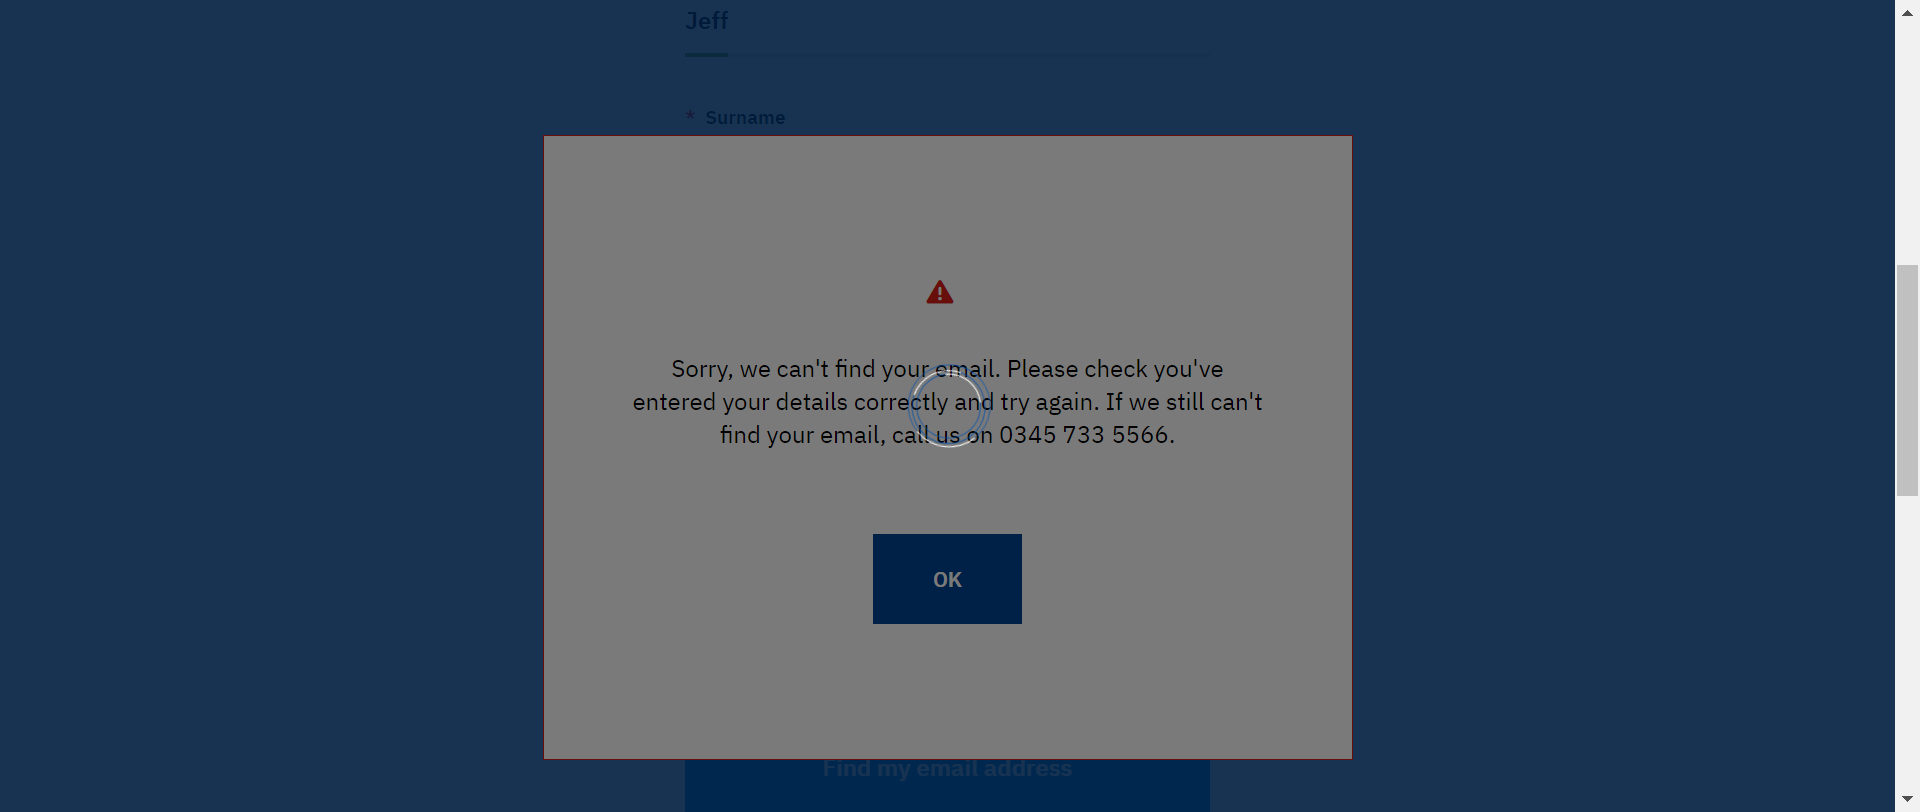 Jeff
* Surname
Sorry, we can't find your email. Please check you've
entered your details correctly and try again. If we still can't
find your email, call us on 0345 733 5566.
OK
Find my email address